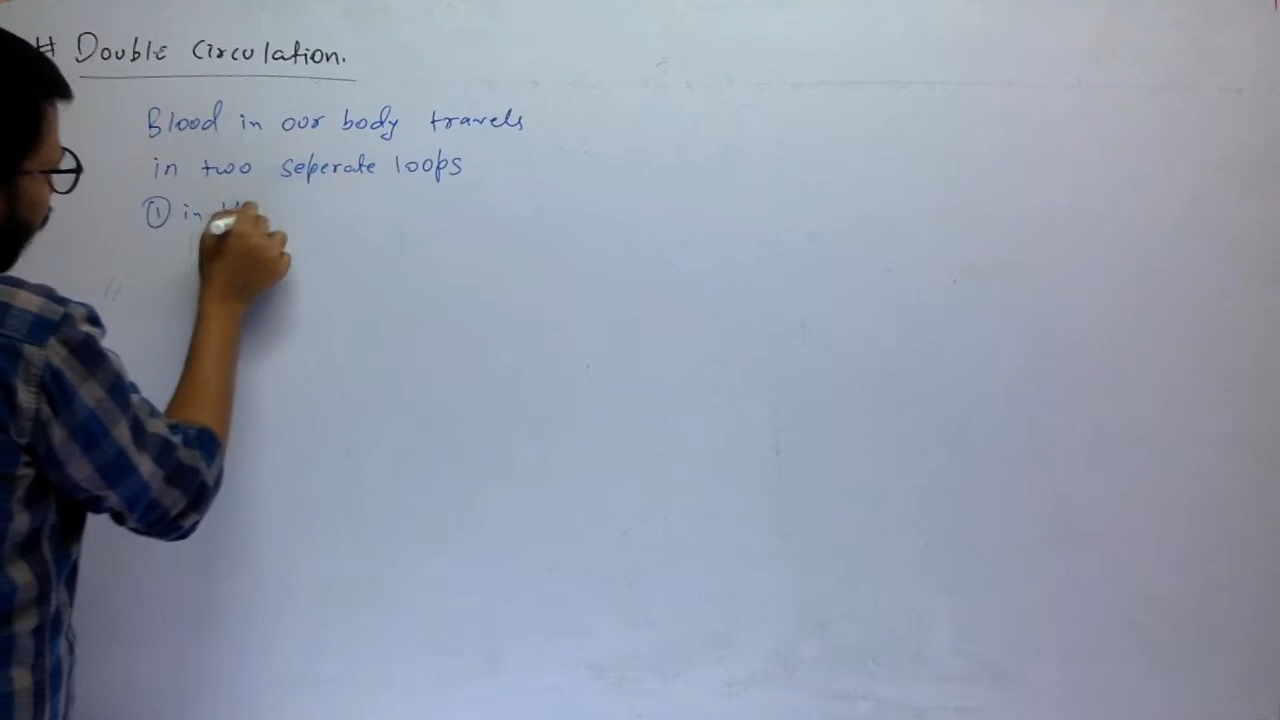 # Double Circulation.
Blood in our body travels
in two seperate loops
① in